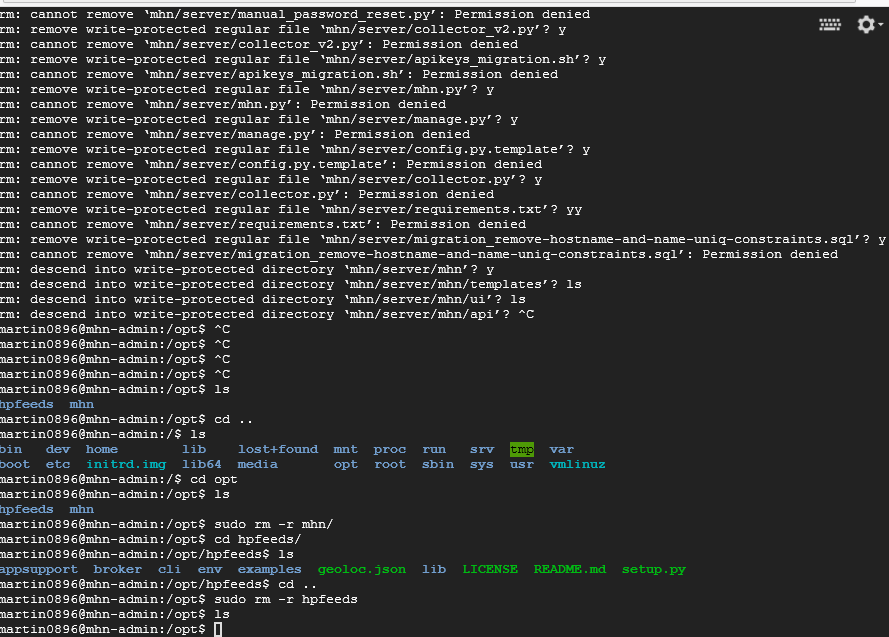 rm: cannot remove ‘mhn/server/manual_password_reset.py’: Permission denied
rm: remove write-protected regular file ‘mhn/server/collector_v2.py’? y
rm: cannot remove ‘mhn/server/collector_v2.py’: Permission denied
rm: remove write-protected regular file ‘mhn/server/apikeys_migration.sh’? y
rm: cannot remove ‘mhn/server/apikeys_migration.sh’: Permission denied
rm: remove write-protected regular file ‘mhn/server/mhn.py’? y
rm: cannot remove ‘mhn/server/mhn.py’: Permission denied
rm: remove write-protected regular file ‘mhn/server/manage.py’? y
rm: cannot remove ‘mhn/server/manage.py’: Permission denied
rm: remove write-protected regular file ‘mhn/server/config.py.template’? y
rm: cannot remove ‘mhn/server/config.py.template’: Permission denied
rm: remove write-protected regular file ‘mhn/server/collector.py’? y
rm: cannot remove ‘mhn/server/collector.py’: Permission denied
rm: remove write-protected regular file ‘mhn/server/requirements.txt’? yy
rm: cannot remove ‘mhn/server/requirements.txt’: Permission denied
rm: remove write-protected regular file ‘mhn/server/migration_remove-hostname-and-name-uniq-constraints.sql’? y
rm: cannot remove ‘mhn/server/migration_remove-hostname-and-name-uniq-constraints.sql’: Permission denied
rm: descend into write-protected directory ‘mhn/server/mhn’? y
rm: descend into write-protected directory ‘mhn/server/mhn/templates’? ls
rm: descend into write-protected directory ‘mhn/server/mhn/ui’? ls
rm: descend into write-protected directory ‘mhn/server/mhn/api’? ^C
martin0896@mhn-admin:/opt$ ^C
martin0896@mhn-admin:/opt$ ^C
martin0896@mhn-admin:/opt$ ^C
martin0896@mhn-admin:/opt$ ^C
martin0896@mhn-admin:/opt$ ls
hpfeeds  mhn
martin0896@mhn-admin:/opt$ cd ..
martin0896@mhn-admin:/$ ls
bin   dev  home        lib    lost+found  mnt  proc  run   srv  tmp  var
boot  etc  initrd.img  lib64  media       opt  root  sbin  sys  usr  vmlinuz
martin0896@mhn-admin:/$ cd opt
martin0896@mhn-admin:/opt$ ls
hpfeeds  mhn
martin0896@mhn-admin:/opt$ sudo rm -r mhn/
martin0896@mhn-admin:/opt$ cd hpfeeds/
martin0896@mhn-admin:/opt/hpfeeds$ ls
appsupport  broker  cli  env  examples  geoloc.json  lib  LICENSE  README.md  setup.py
martin0896@mhn-admin:/opt/hpfeeds$ cd ..
martin0896@mhn-admin:/opt$ sudo rm -r hpfeeds
martin0896@mhn-admin:/opt$ ls
martin0896@mhn-admin:/opt$